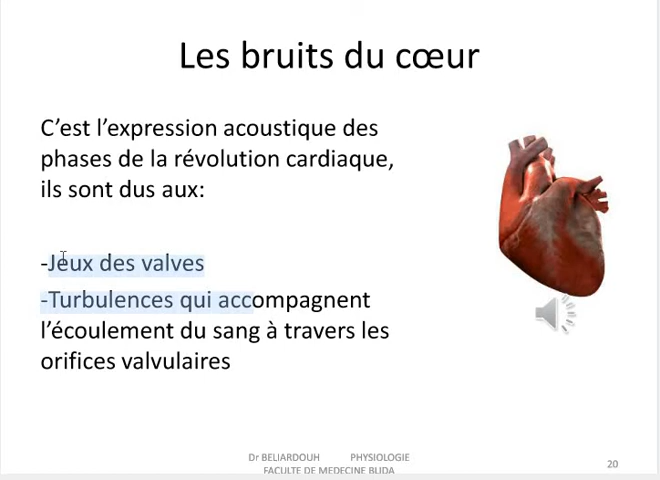 Les bruits du cœur
C'est l'expression acoustique des
phases de la révolution cardiaque,
ils sont dus aux:
-Jeux des valves
-Turbulences qui accompagnent
l'écoulement du sang à travers les
orifices valvulaires
Dr BELIARDOUH PHYSIOLOGIE
FACULTE DE MEDECINE BLIDA
20